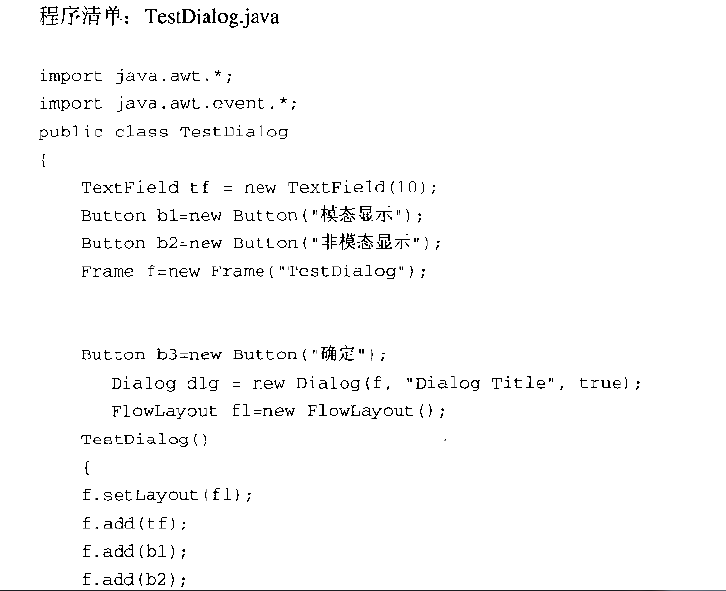 程序清单：TestDialog.java
import java.awt.*;
import java.awt.event.*;
public class TestDialog
{
TextField tf = new TextField(10);
Button b1=new Button("模态显示");
Button b2=new Button("非模态显示");
Frame f=new Frame("TestDialog");
Button b3=new Button("确定");
Dialog dlg = new Dialog(f, "Dialog Title", true);
FlowLayout fl=new FlowLayout();
TestDialog()
{
f.setLayout(fl);
f.add(tf);
f.add(b1);
f.add(b2);